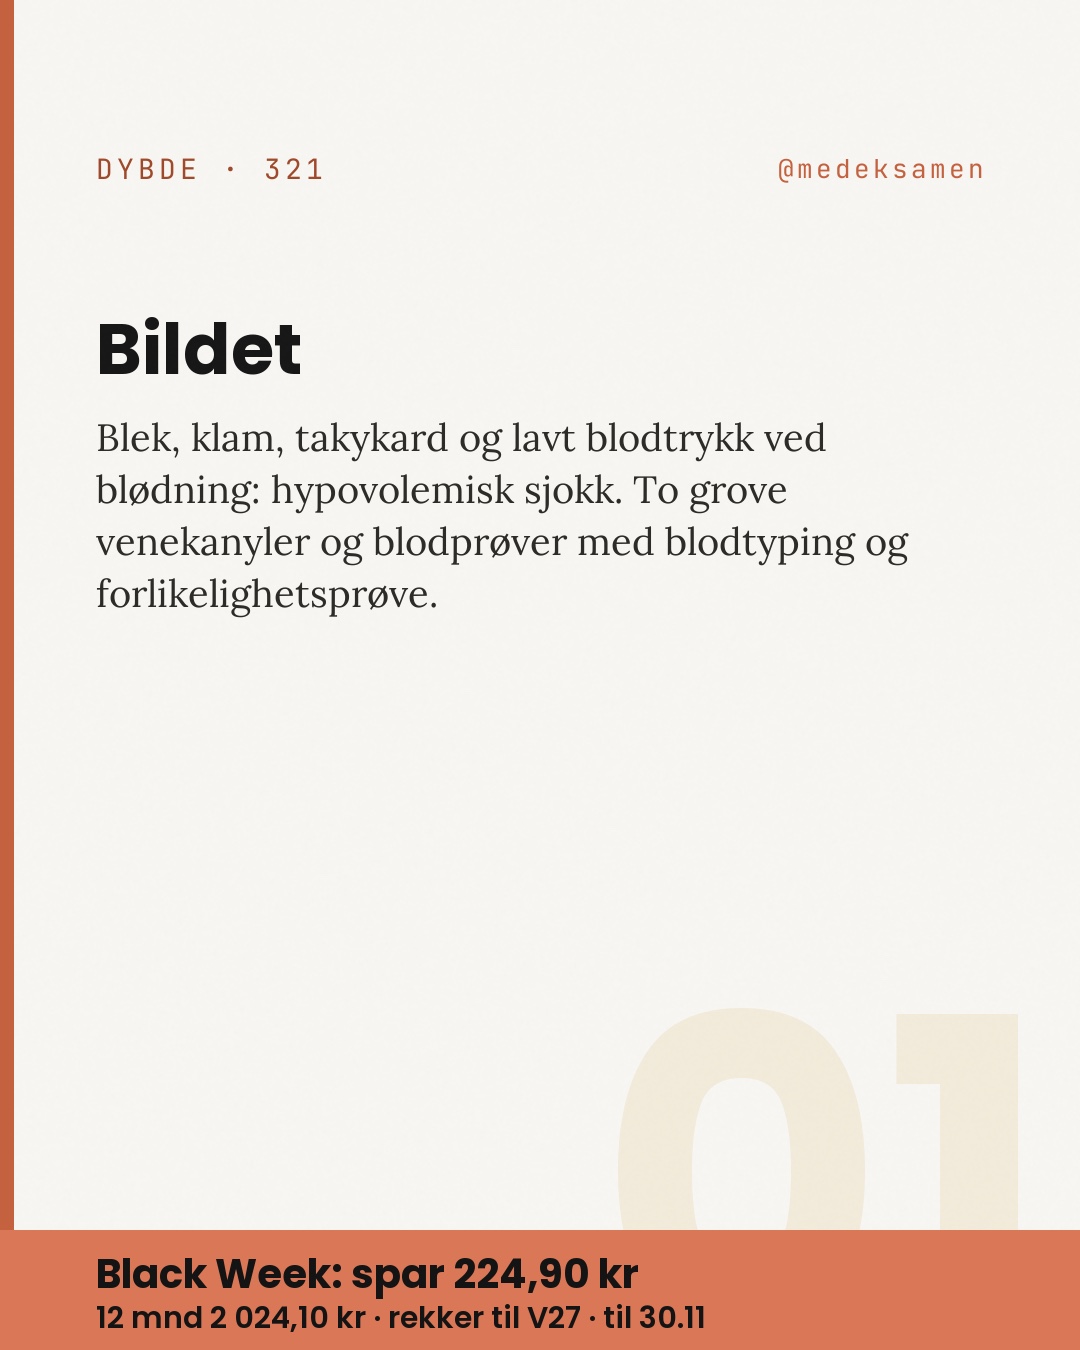 DYBDE · 321
@medeksamen
Bildet
Blek, klam, takykard og lavt blodtrykk ved
blødning: hypovolemisk sjokk. To grove
venekanyler og blodprøver med blodtyping og
forlikelighetsprøve.
01
Black Week: spar 224,90 kr
12 mnd 2 024,10 kr · rekker til V27 · til 30.11